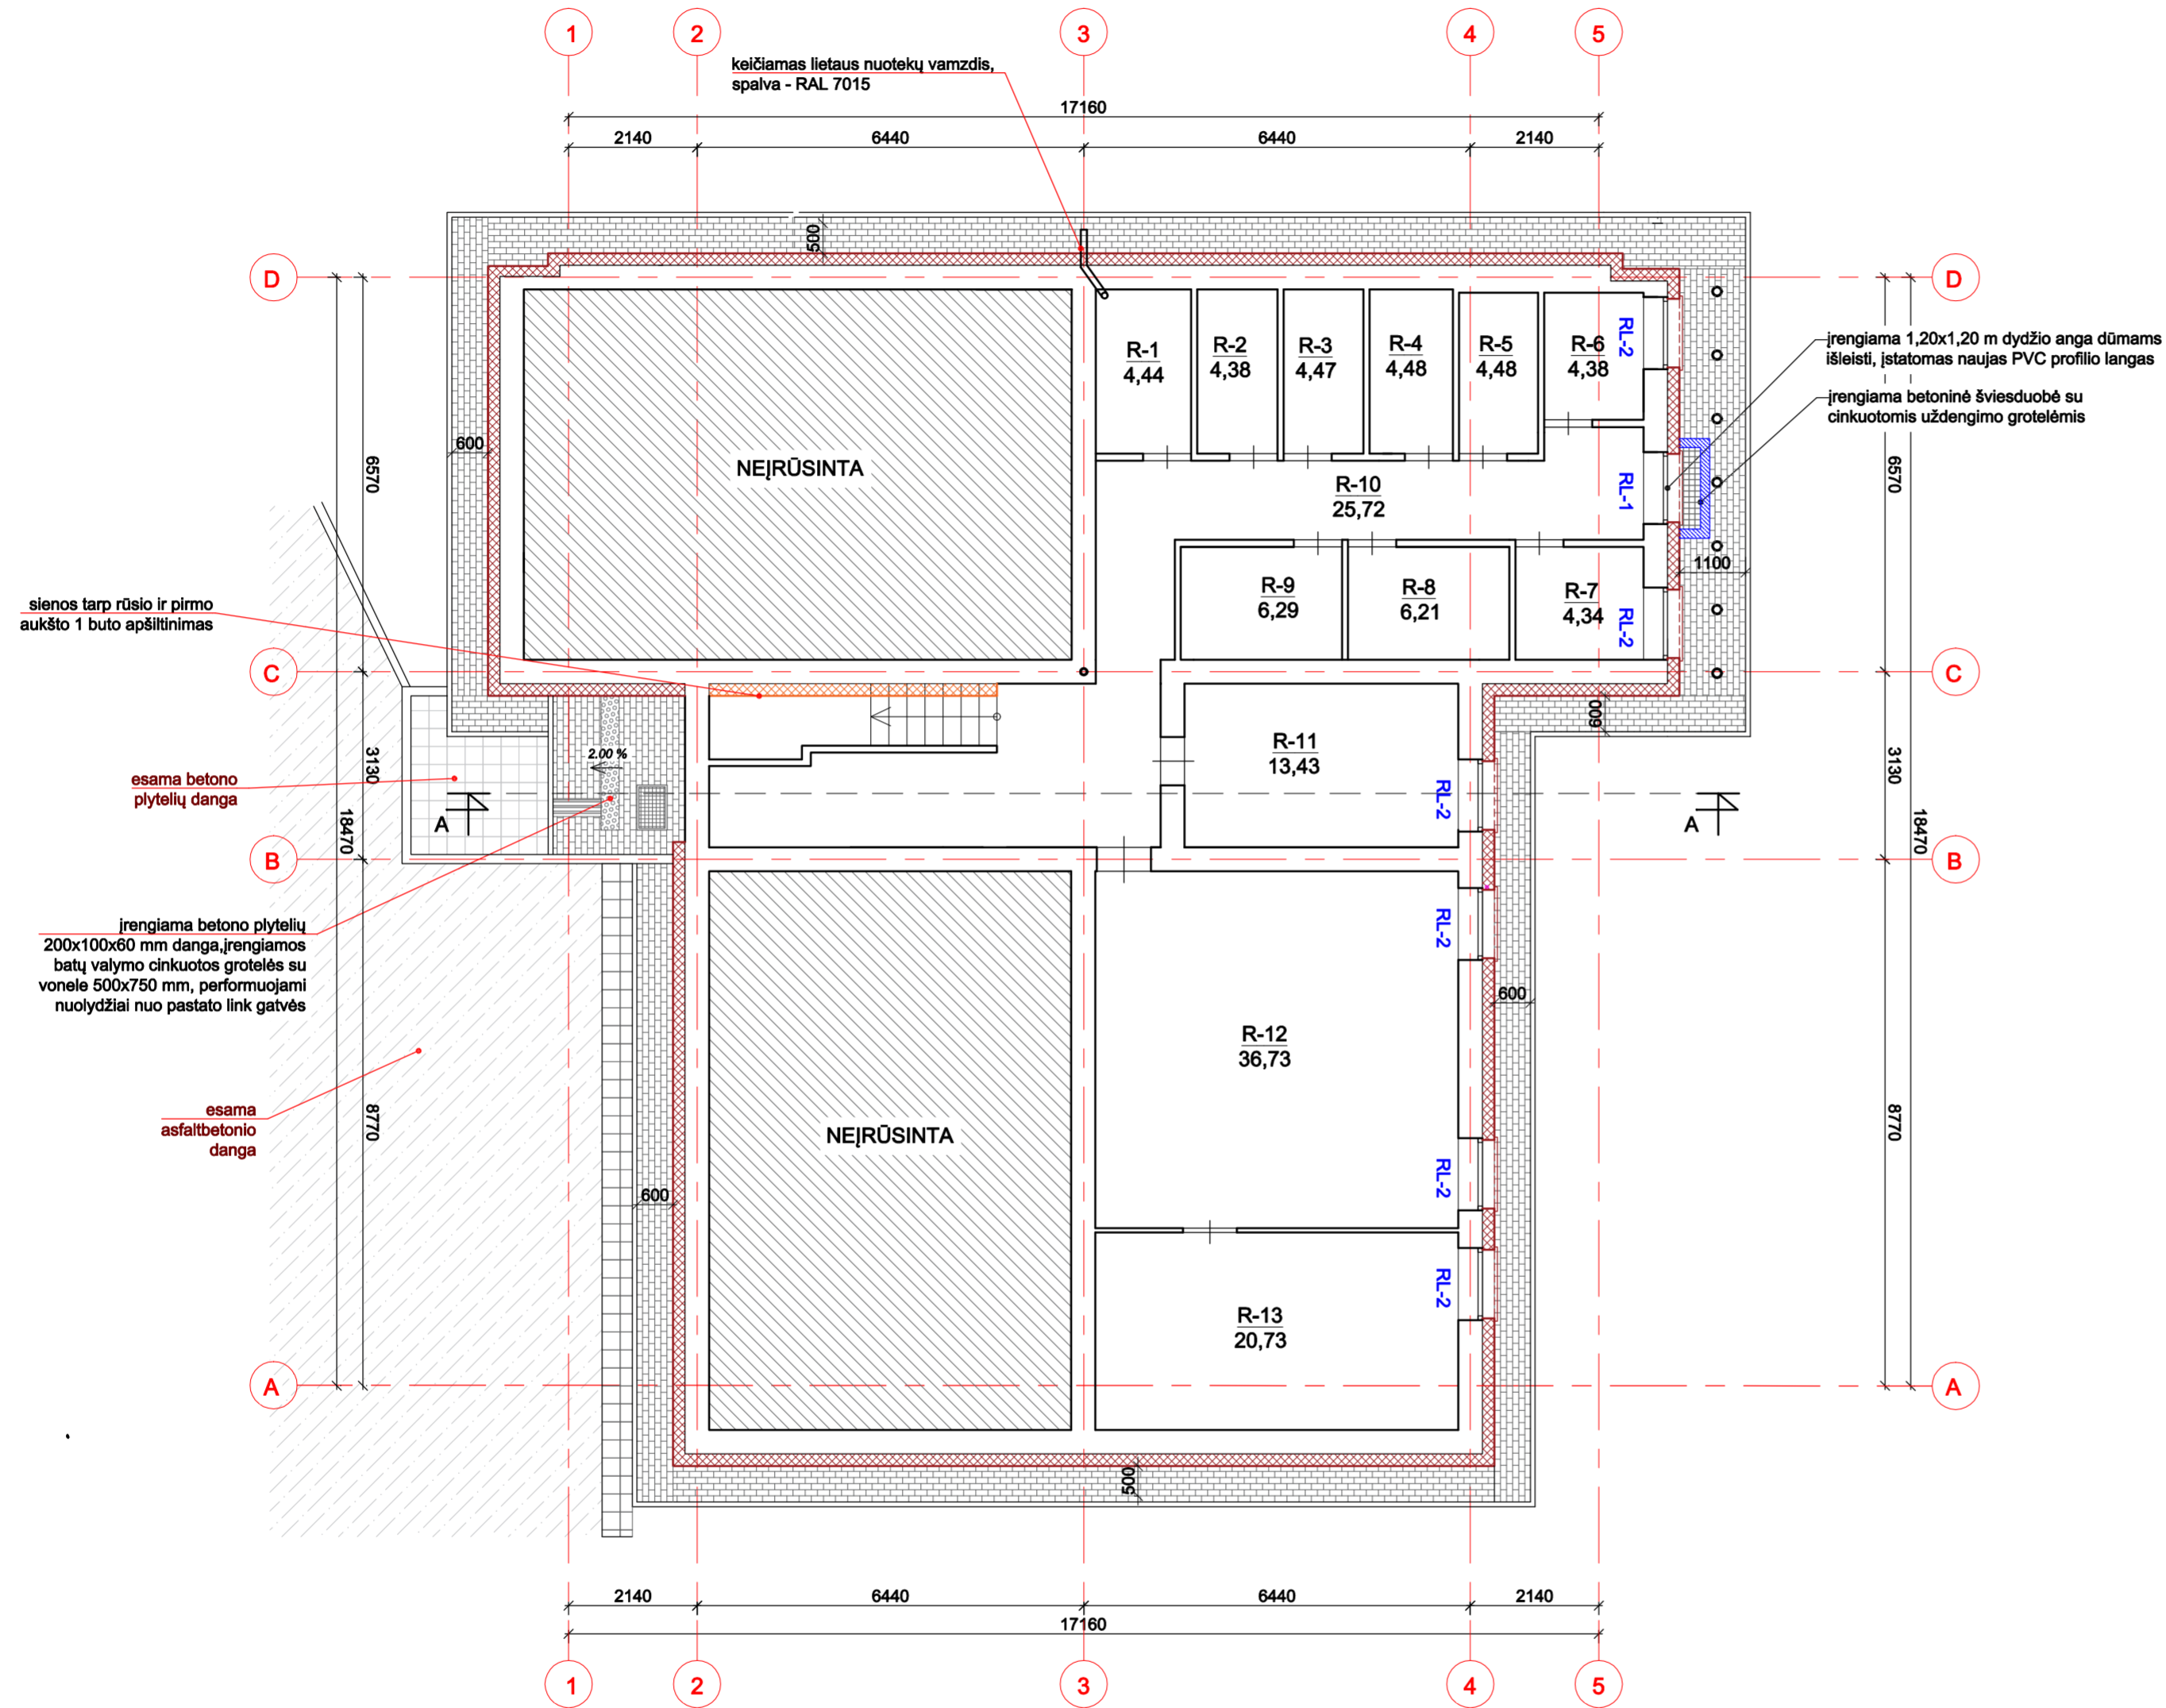 1
2
3
4
5
keičiamas lietaus nuotekų vamzdis,
spalva - RAL 7015
17160
2140
6440
6440
2140
500
D
D
įrengiama 1,20x1,20 m dydžio anga dūmams
išleisti, įstatomas naujas PVC profilio langas
įrengiama betoninė šviesduobė su
cinkuotomis uždengimo grotelėmis
R-1
4,44
R-2
4,38
R-3
4,47
R-4
4,48
R-5
4,48
R-6
4,38
RL-2
600
6570
NEĮRŪSINTA
R-10
25,72
RL-1
6570
1100
R-9
6,29
R-8
6,21
R-7
4,34
RL-2
sienos tarp rūsio ir pirmo
aukšto 1 buto apšiltinimas
C
C
600
2.00 %
R-11
13,43
RL-2
3130
3130
esama betono
plytelių danga
A
A
18470
18470
B
B
įrengiama betono plytelių
200x100x60 mm danga,įrengiamos
batų valymo cinkuotos grotelės su
vonele 500x750 mm, performuojami
nuolydžiai nuo pastato link gatvės
RL-2
600
R-12
36,73
esama
asfaltbetonio
danga
8770
8770
NEĮRŪSINTA
RL-2
600
RL-2
R-13
20,73
A
A
500
2140
6440
6440
2140
17160
1
2
3
4
5